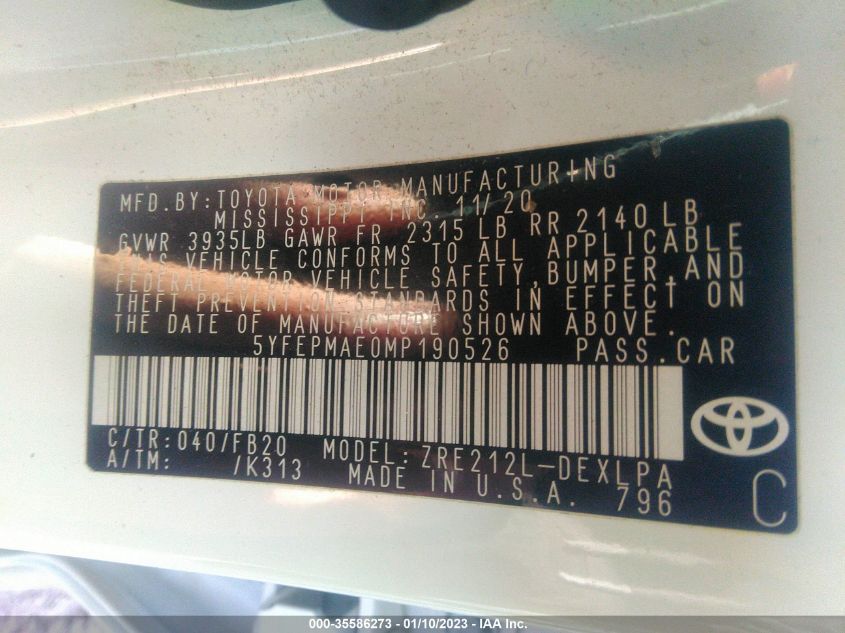 MFD.BY:TOYOTA MOTOR MANUFACTURING
MISSISSIPPI INC. 11/20
GVWR 3935LB GAWR FR 2315 LB RR 2140 LB
THIS VEHICLE CONFORMS TO ALL APPLICABLE
FEDERAL MOTOR VEHICLE SAFETY, BUMPER, AND
THEFT PREVENTION STANDARDS IN EFFECT ON
THE DATE OF MANUFACTURE SHOWN ABOVE.
5YFEPMAE0MP190526 PASS.CAR
C/TR:040/FB20 MODEL:ZRE212L-DEXLPA
A/TM: /K313 MADE IN U.S.A. 796
C
000-35586273 - 01/10/2023 - IAA Inc.